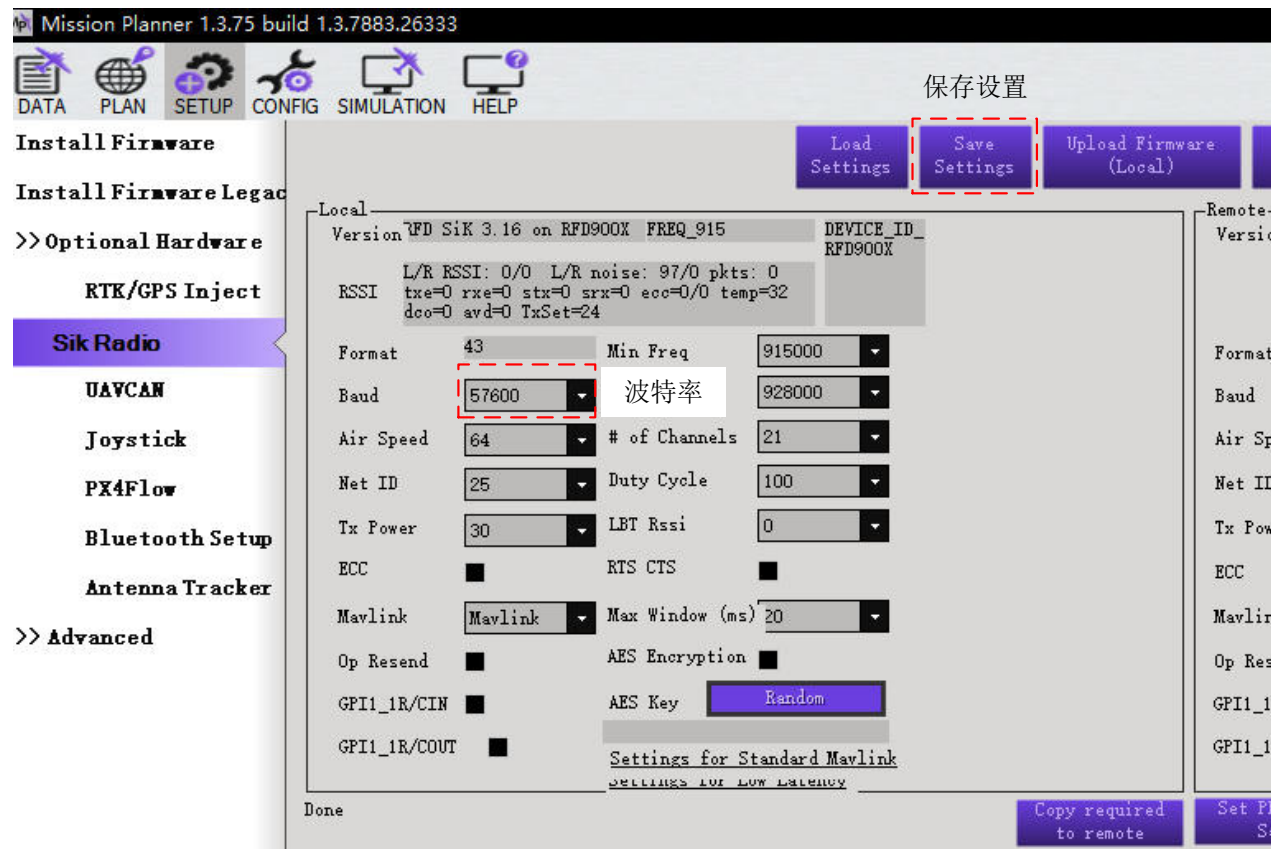 Mission Planner 1.3.75 build 1.3.7883.26333
DATA PLAN SETUP CONFIG SIMULATION HELP
保存设置
Load Settings
Save Settings
Upload Firmware (Local)
Install Firmware
Install Firmware Legac
>>Optional Hardware
RTK/GPS Inject
Sik Radio
UAVCAN
Joystick
PX4Flow
Bluetooth Setup
Antenna Tracker
>> Advanced
Local
Version RFD SiK 3.16 on RFD900X FREQ_915
DEVICE_ID_
RFD900X
RSSI
L/R RSSI: 0/0 L/R noise: 97/0 pkts: 0
txe=0 rxe=0 stx=0 srx=0 ecc=0/0 temp=32
dco=0 avd=0 TxSet=24
Format 43 Min Freq 915000
Baud 57600 波特率 928000
Air Speed 64 # of Channels 21
Net ID 25 Duty Cycle 100
Tx Power 30 LBT Rssi 0
ECC RTS CTS
Mavlink Mavlink Max Window (ms) 20
Op Resend AES Encryption
GPI1_1R/CIN AES Key Random
GPI1_1R/COUT
Settings for Standard Mavlink
Settings for Low Latency
Done
Copy required
to remote
Remote
Versio
Format
Baud
Air Sp
Net ID
Tx Pow
ECC
Mavlin
Op Res
GPI1_1
GPI1_1
Set P
S